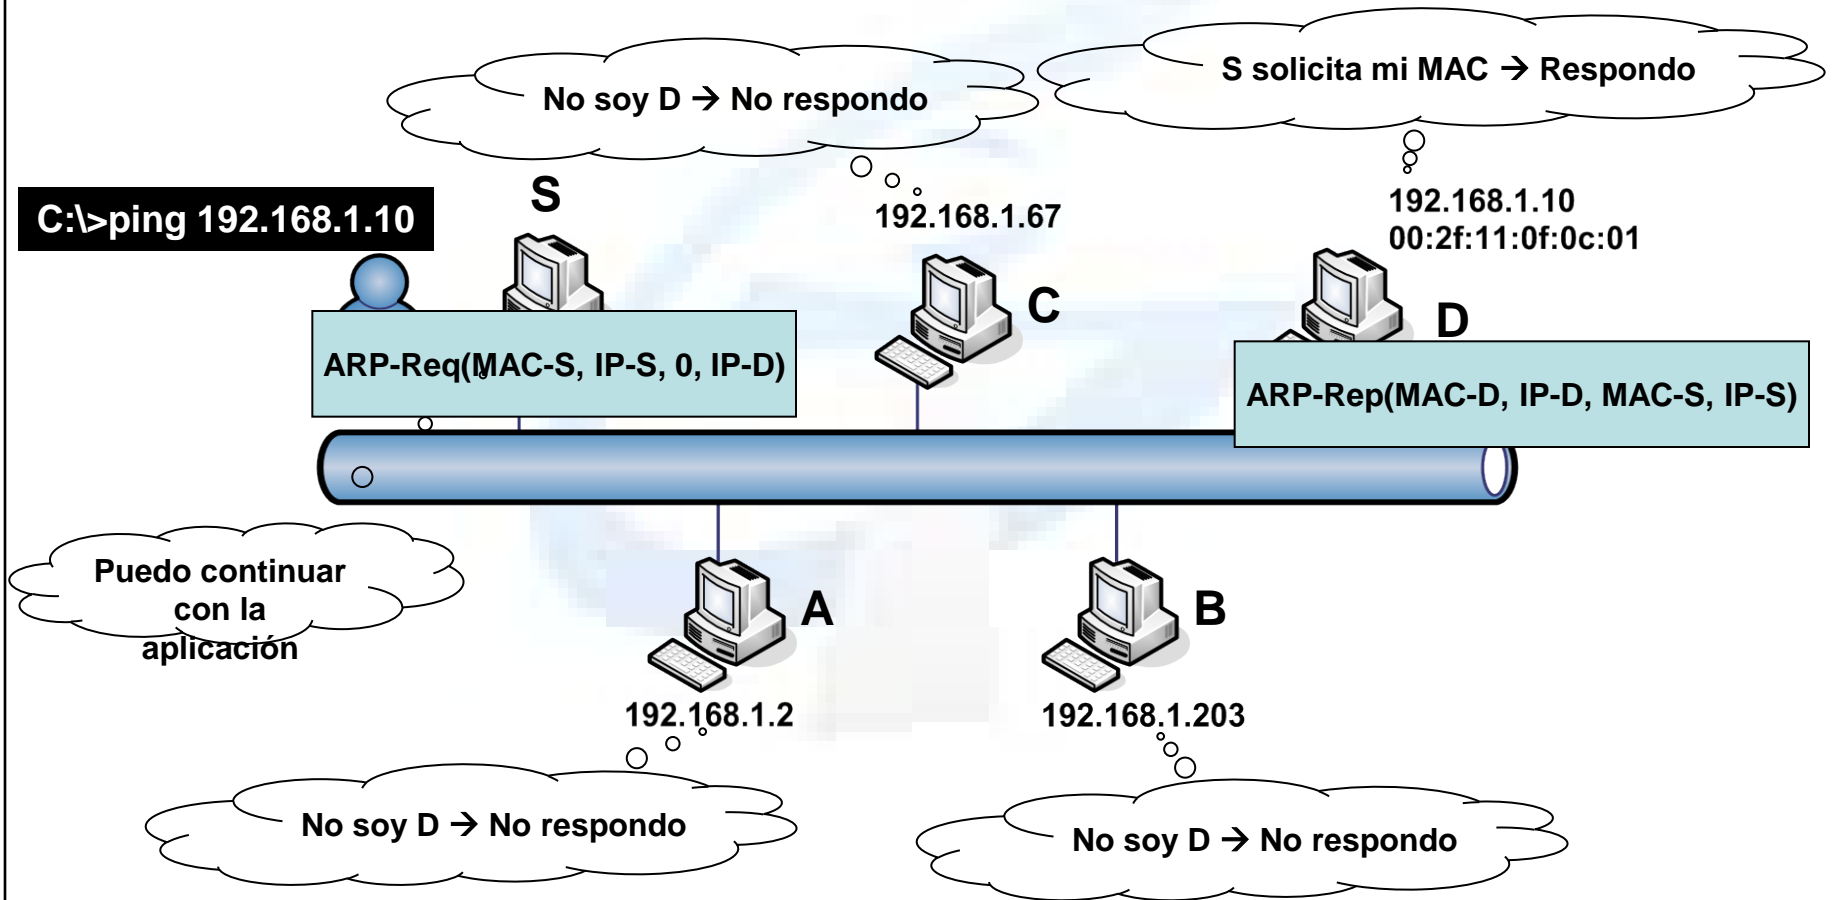 S solicita mi MAC → Respondo
No soy D → No respondo
S
192.168.1.10
00:2f:11:0f:0c:01
C:\>ping 192.168.1.10
192.168.1.67
C
D
ARP-Req(MAC-S, IP-S, 0, IP-D)
ARP-Rep(MAC-D, IP-D, MAC-S, IP-S)
Puedo continuar
con la
aplicación
A
B
192.168.1.2
192.168.1.203
No soy D → No respondo
No soy D → No respondo